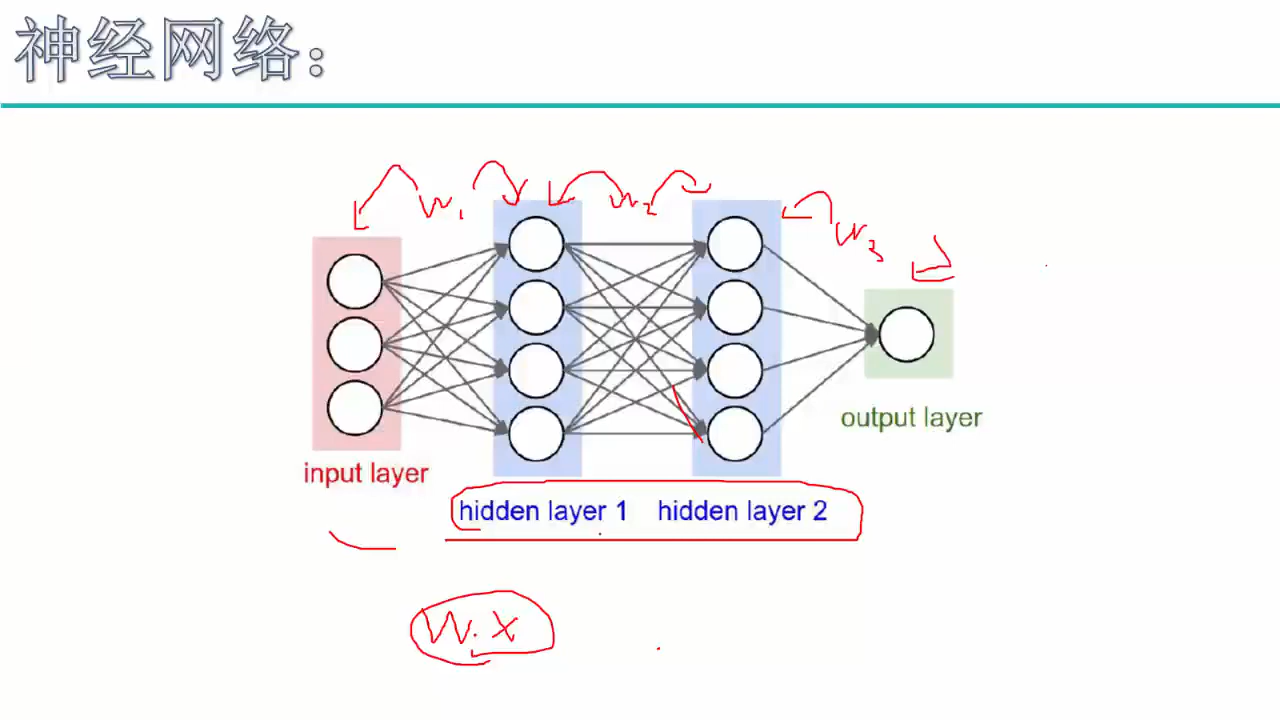 神经网络:
W1
W2
W3
input layer
hidden layer 1
hidden layer 2
output layer
W.X